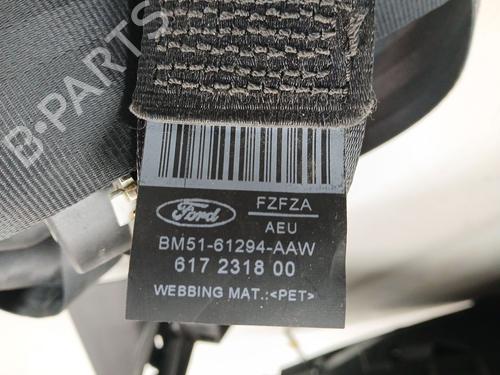 B-PARTS
Ford
FZFZA
AEU
BM51-61294-AAW
617 2318 00
WEBBING MAT.:<PET>